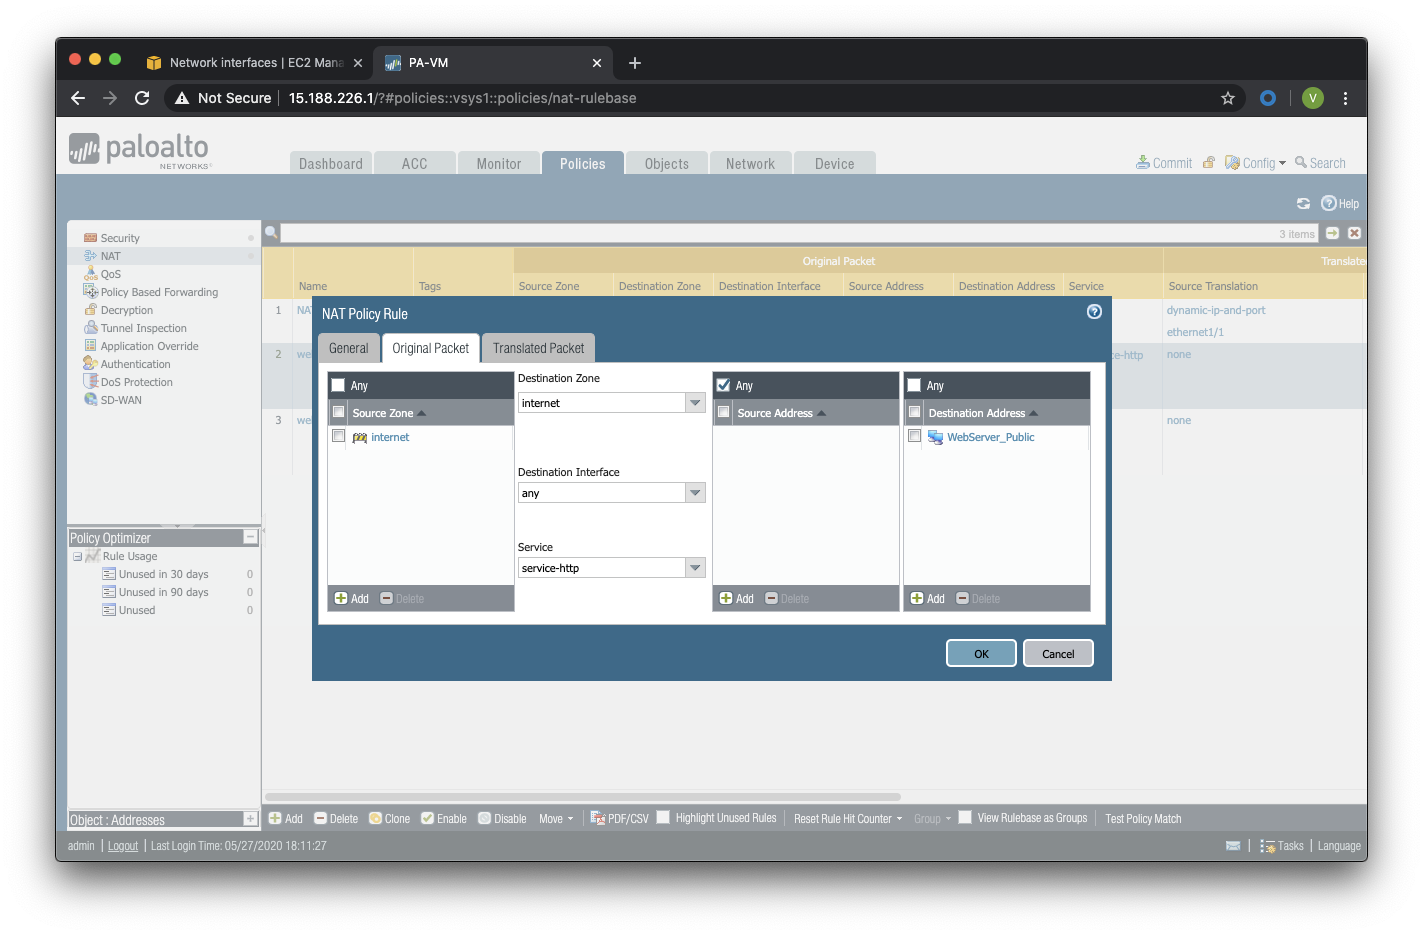 Network interfaces | EC2 Mana
PA-VM
Not Secure
15.188.226.1/?#policies::vsys1::policies/nat-rulebase
V
paloalto
NETWORKS®
Dashboard
ACC
Monitor
Policies
Objects
Network
Device
Commit
Config
Search
Help
Security
NAT
QoS
Policy Based Forwarding
Decryption
Tunnel Inspection
Application Override
Authentication
DoS Protection
SD-WAN
3 items
Original Packet
Translate
Name
Tags
Source Zone
Destination Zone
Destination Interface
Source Address
Destination Address
Service
Source Translation
1
NA
dynamic-ip-and-port
ethernet1/1
2
we
e-http
none
3
we
none
NAT Policy Rule
General
Original Packet
Translated Packet
Any
Source Zone
internet
Add
Delete
Destination Zone
internet
Destination Interface
any
Service
service-http
Any
Source Address
Add
Delete
Any
Destination Address
WebServer_Public
Add
Delete
OK
Cancel
Policy Optimizer
Rule Usage
Unused in 30 days 0
Unused in 90 days 0
Unused 0
Object : Addresses
Add
Delete
Clone
Enable
Disable
Move
PDF/CSV
Highlight Unused Rules
Reset Rule Hit Counter
Group
View Rulebase as Groups
Test Policy Match
admin | Logout | Last Login Time: 05/27/2020 18:11:27
Tasks | Language